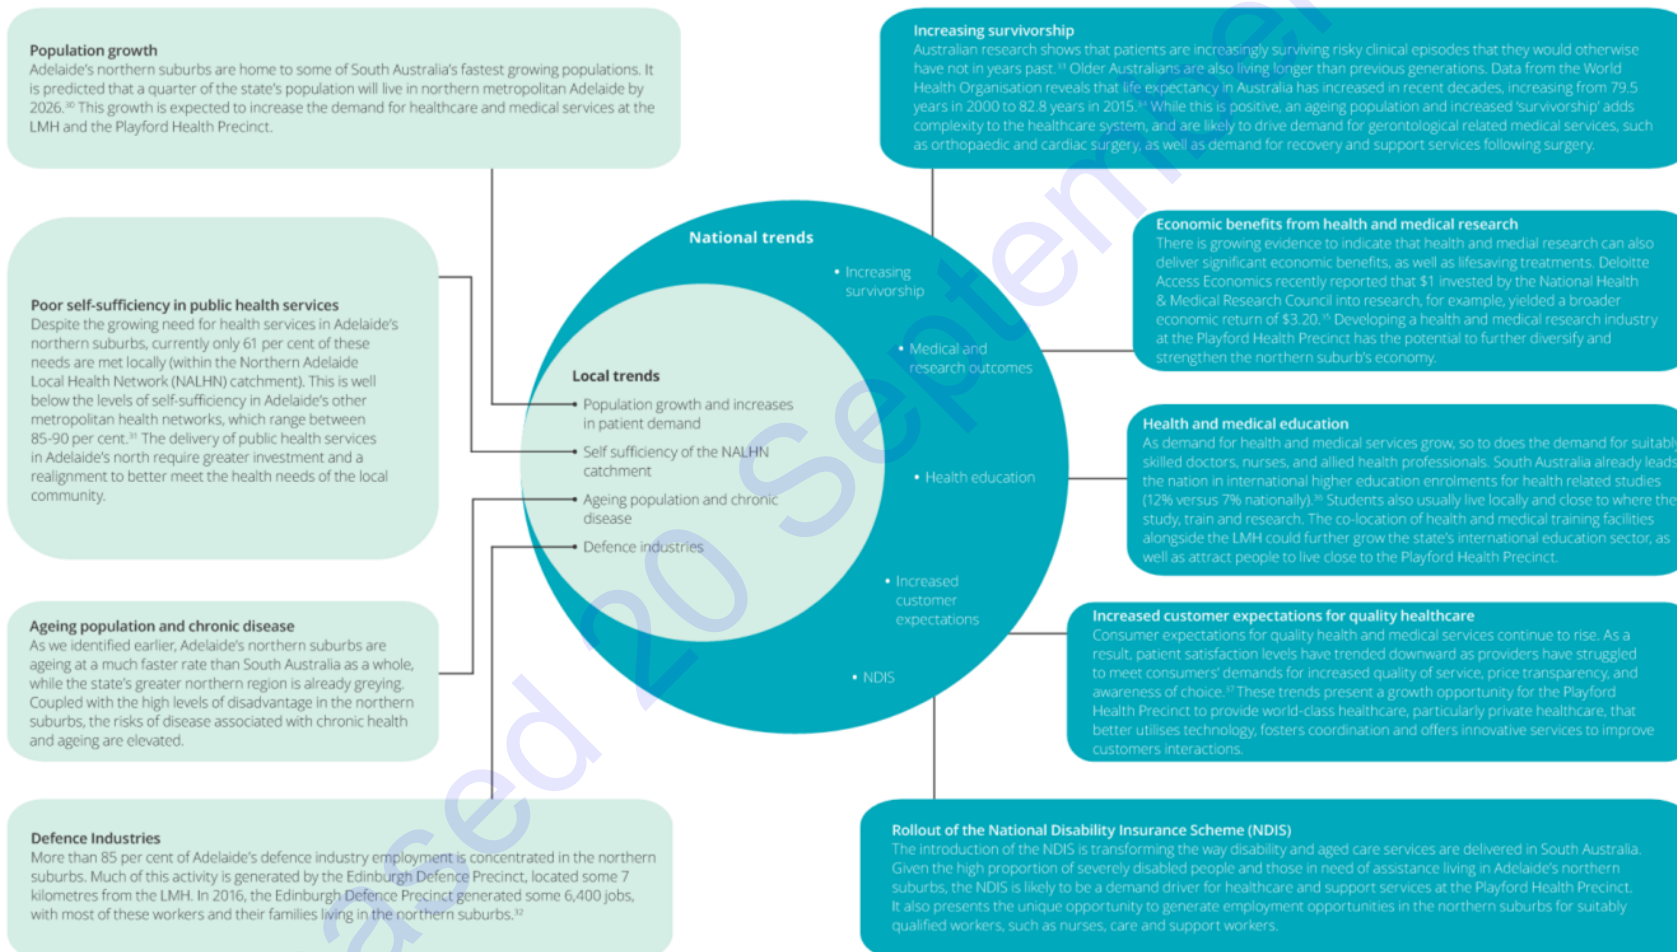 Population growth
Adelaide's northern suburbs are home to some of South Australia's fastest growing populations. It
is predicted that a quarter of the state's population will live in northern metropolitan Adelaide by
2026.³⁰ This growth is expected to increase the demand for healthcare and medical services at the
LMH and the Playford Health Precinct.
Poor self-sufficiency in public health services
Despite the growing need for health services in Adelaide's
northern suburbs, currently only 61 per cent of these
needs are met locally (within the Northern Adelaide
Local Health Network (NALHN) catchment). This is well
below the levels of self-sufficiency in Adelaide's other
metropolitan health networks, which range between
85-90 per cent.³¹ The delivery of public health services
in Adelaide's north require greater investment and a
realignment to better meet the health needs of the local
community.
Ageing population and chronic disease
As we identified earlier, Adelaide's northern suburbs are
ageing at a much faster rate than South Australia as a whole,
while the state's greater northern region is already greying.
Coupled with the high levels of disadvantage in the northern
suburbs, the risks of disease associated with chronic health
and ageing are elevated.
Defence Industries
More than 85 per cent of Adelaide's defence industry employment is concentrated in the northern
suburbs. Much of this activity is generated by the Edinburgh Defence Precinct, located some 7
kilometres from the LMH. In 2016, the Edinburgh Defence Precinct generated some 6,400 jobs,
with most of these workers and their families living in the northern suburbs.³²
National trends
• Increasing
survivorship
• Medical and
research outcomes
• Health education
• Increased
customer
expectations
• NDIS
Local trends
• Population growth and increases
in patient demand
• Self sufficiency of the NALHN
catchment
• Ageing population and chronic
disease
• Defence industries
Increasing survivorship
Australian research shows that patients are increasingly surviving risky clinical episodes that they would otherwise
have not in years past.³³ Older Australians are also living longer than previous generations. Data from the World
Health Organisation reveals that life expectancy in Australia has increased in recent decades, increasing from 79.5
years in 2000 to 82.8 years in 2015.³⁴ While this is positive, an ageing population and increased 'survivorship' adds
complexity to the healthcare system, and are likely to drive demand for gerontological related medical services, such
as orthopaedic and cardiac surgery, as well as demand for recovery and support services following surgery.
Economic benefits from health and medical research
There is growing evidence to indicate that health and medial research can also
deliver significant economic benefits, as well as lifesaving treatments. Deloitte
Access Economics recently reported that $1 invested by the National Health
& Medical Research Council into research, for example, yielded a broader
economic return of $3.20.³⁵ Developing a health and medical research industry
at the Playford Health Precinct has the potential to further diversify and
strengthen the northern suburb's economy.
Health and medical education
As demand for health and medical services grow, so to does the demand for suitably
skilled doctors, nurses, and allied health professionals. South Australia already leads
the nation in international higher education enrolments for health related studies
(12% versus 7% nationally).³⁶ Students also usually live locally and close to where the
study, train and research. The co-location of health and medical training facilities
alongside the LMH could further grow the state's international education sector, as
well as attract people to live close to the Playford Health Precinct.
Increased customer expectations for quality healthcare
Consumer expectations for quality health and medical services continue to rise. As a
result, patient satisfaction levels have trended downward as providers have struggled
to meet consumers' demands for increased quality of service, price transparency, and
awareness of choice.³⁷ These trends present a growth opportunity for the Playford
Health Precinct to provide world-class healthcare, particularly private healthcare, that
better utilises technology, fosters coordination and offers innovative services to improve
customers interactions.
Rollout of the National Disability Insurance Scheme (NDIS)
The introduction of the NDIS is transforming the way disability and aged care services are delivered in South Australia.
Given the high proportion of severely disabled people and those in need of assistance living in Adelaide's northern
suburbs, the NDIS is likely to be a demand driver for healthcare and support services at the Playford Health Precinct.
It also presents the unique opportunity to generate employment opportunities in the northern suburbs for suitably
qualified workers, such as nurses, care and support workers.
ased 20 September